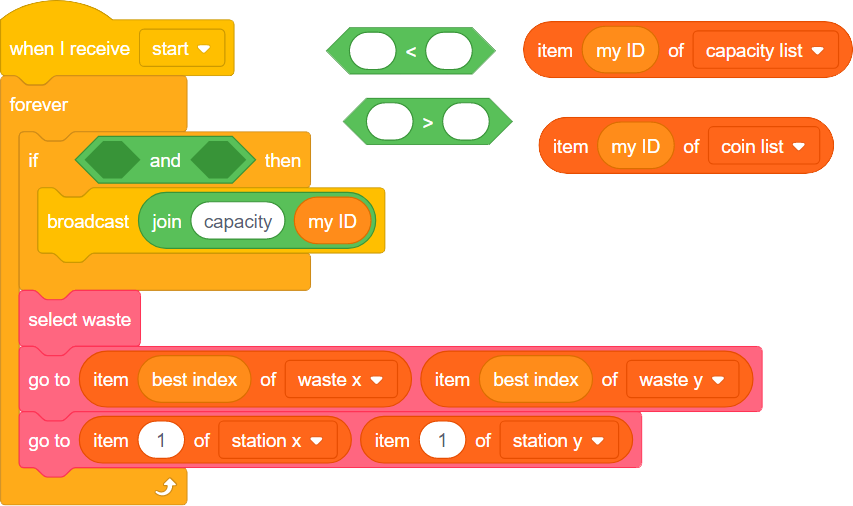 when I receive start
forever
if and then
broadcast join capacity my ID
select waste
go to item best index of waste x item best index of waste y
go to item 1 of station x item 1 of station y
<
>
item my ID of capacity list
item my ID of coin list